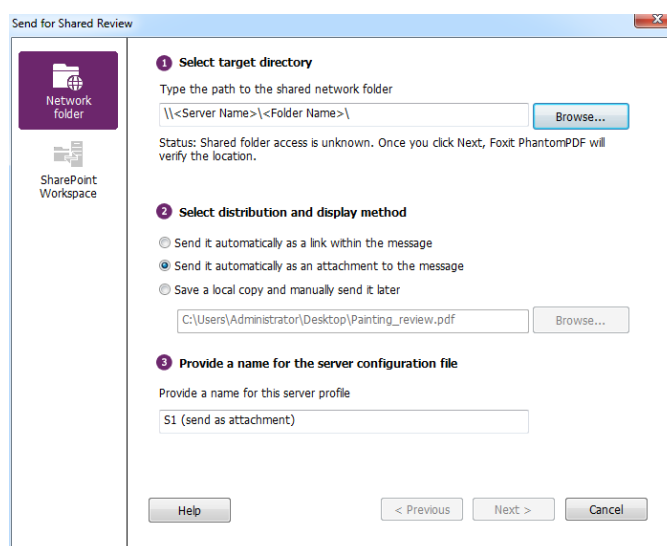 Send for Shared Review
Network
folder
SharePoint
Workspace
1 Select target directory
Type the path to the shared network folder
\\<Server Name>\<Folder Name>\
Browse...
Status: Shared folder access is unknown. Once you click Next, Foxit PhantomPDF will
verify the location.
2 Select distribution and display method
Send it automatically as a link within the message
Send it automatically as an attachment to the message
Save a local copy and manually send it later
C:\Users\Administrator\Desktop\Painting_review.pdf
Browse...
3 Provide a name for the server configuration file
Provide a name for this server profile
S1 (send as attachment)
Help
< Previous
Next >
Cancel